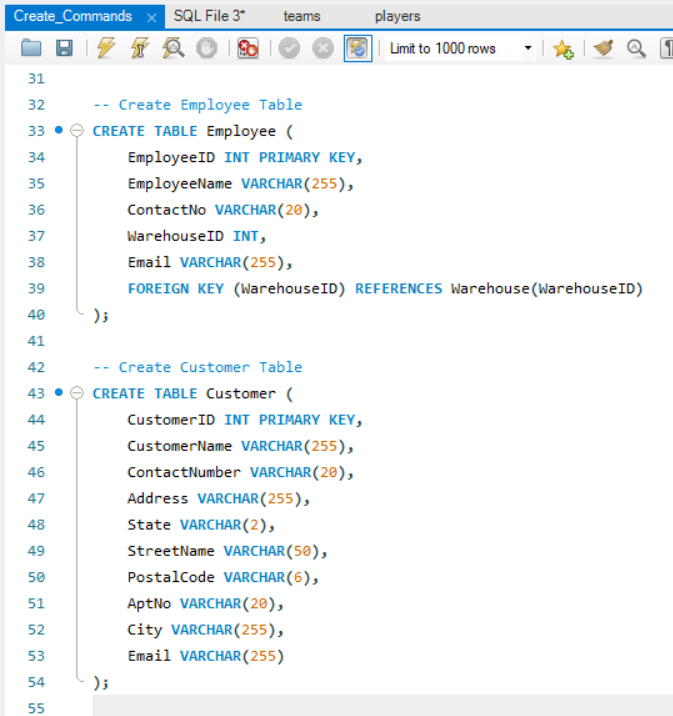 Create_Commands × SQL File 3* teams players
Limit to 1000 rows
31
32 -- Create Employee Table
33 CREATE TABLE Employee (
34 EmployeeID INT PRIMARY KEY,
35 EmployeeName VARCHAR(255),
36 ContactNo VARCHAR(20),
37 WarehouseID INT,
38 Email VARCHAR(255),
39 FOREIGN KEY (WarehouseID) REFERENCES Warehouse(WarehouseID)
40 );
41
42 -- Create Customer Table
43 CREATE TABLE Customer (
44 CustomerID INT PRIMARY KEY,
45 CustomerName VARCHAR(255),
46 ContactNumber VARCHAR(20),
47 Address VARCHAR(255),
48 State VARCHAR(2),
49 StreetName VARCHAR(50),
50 PostalCode VARCHAR(6),
51 AptNo VARCHAR(20),
52 City VARCHAR(255),
53 Email VARCHAR(255)
54 );
55